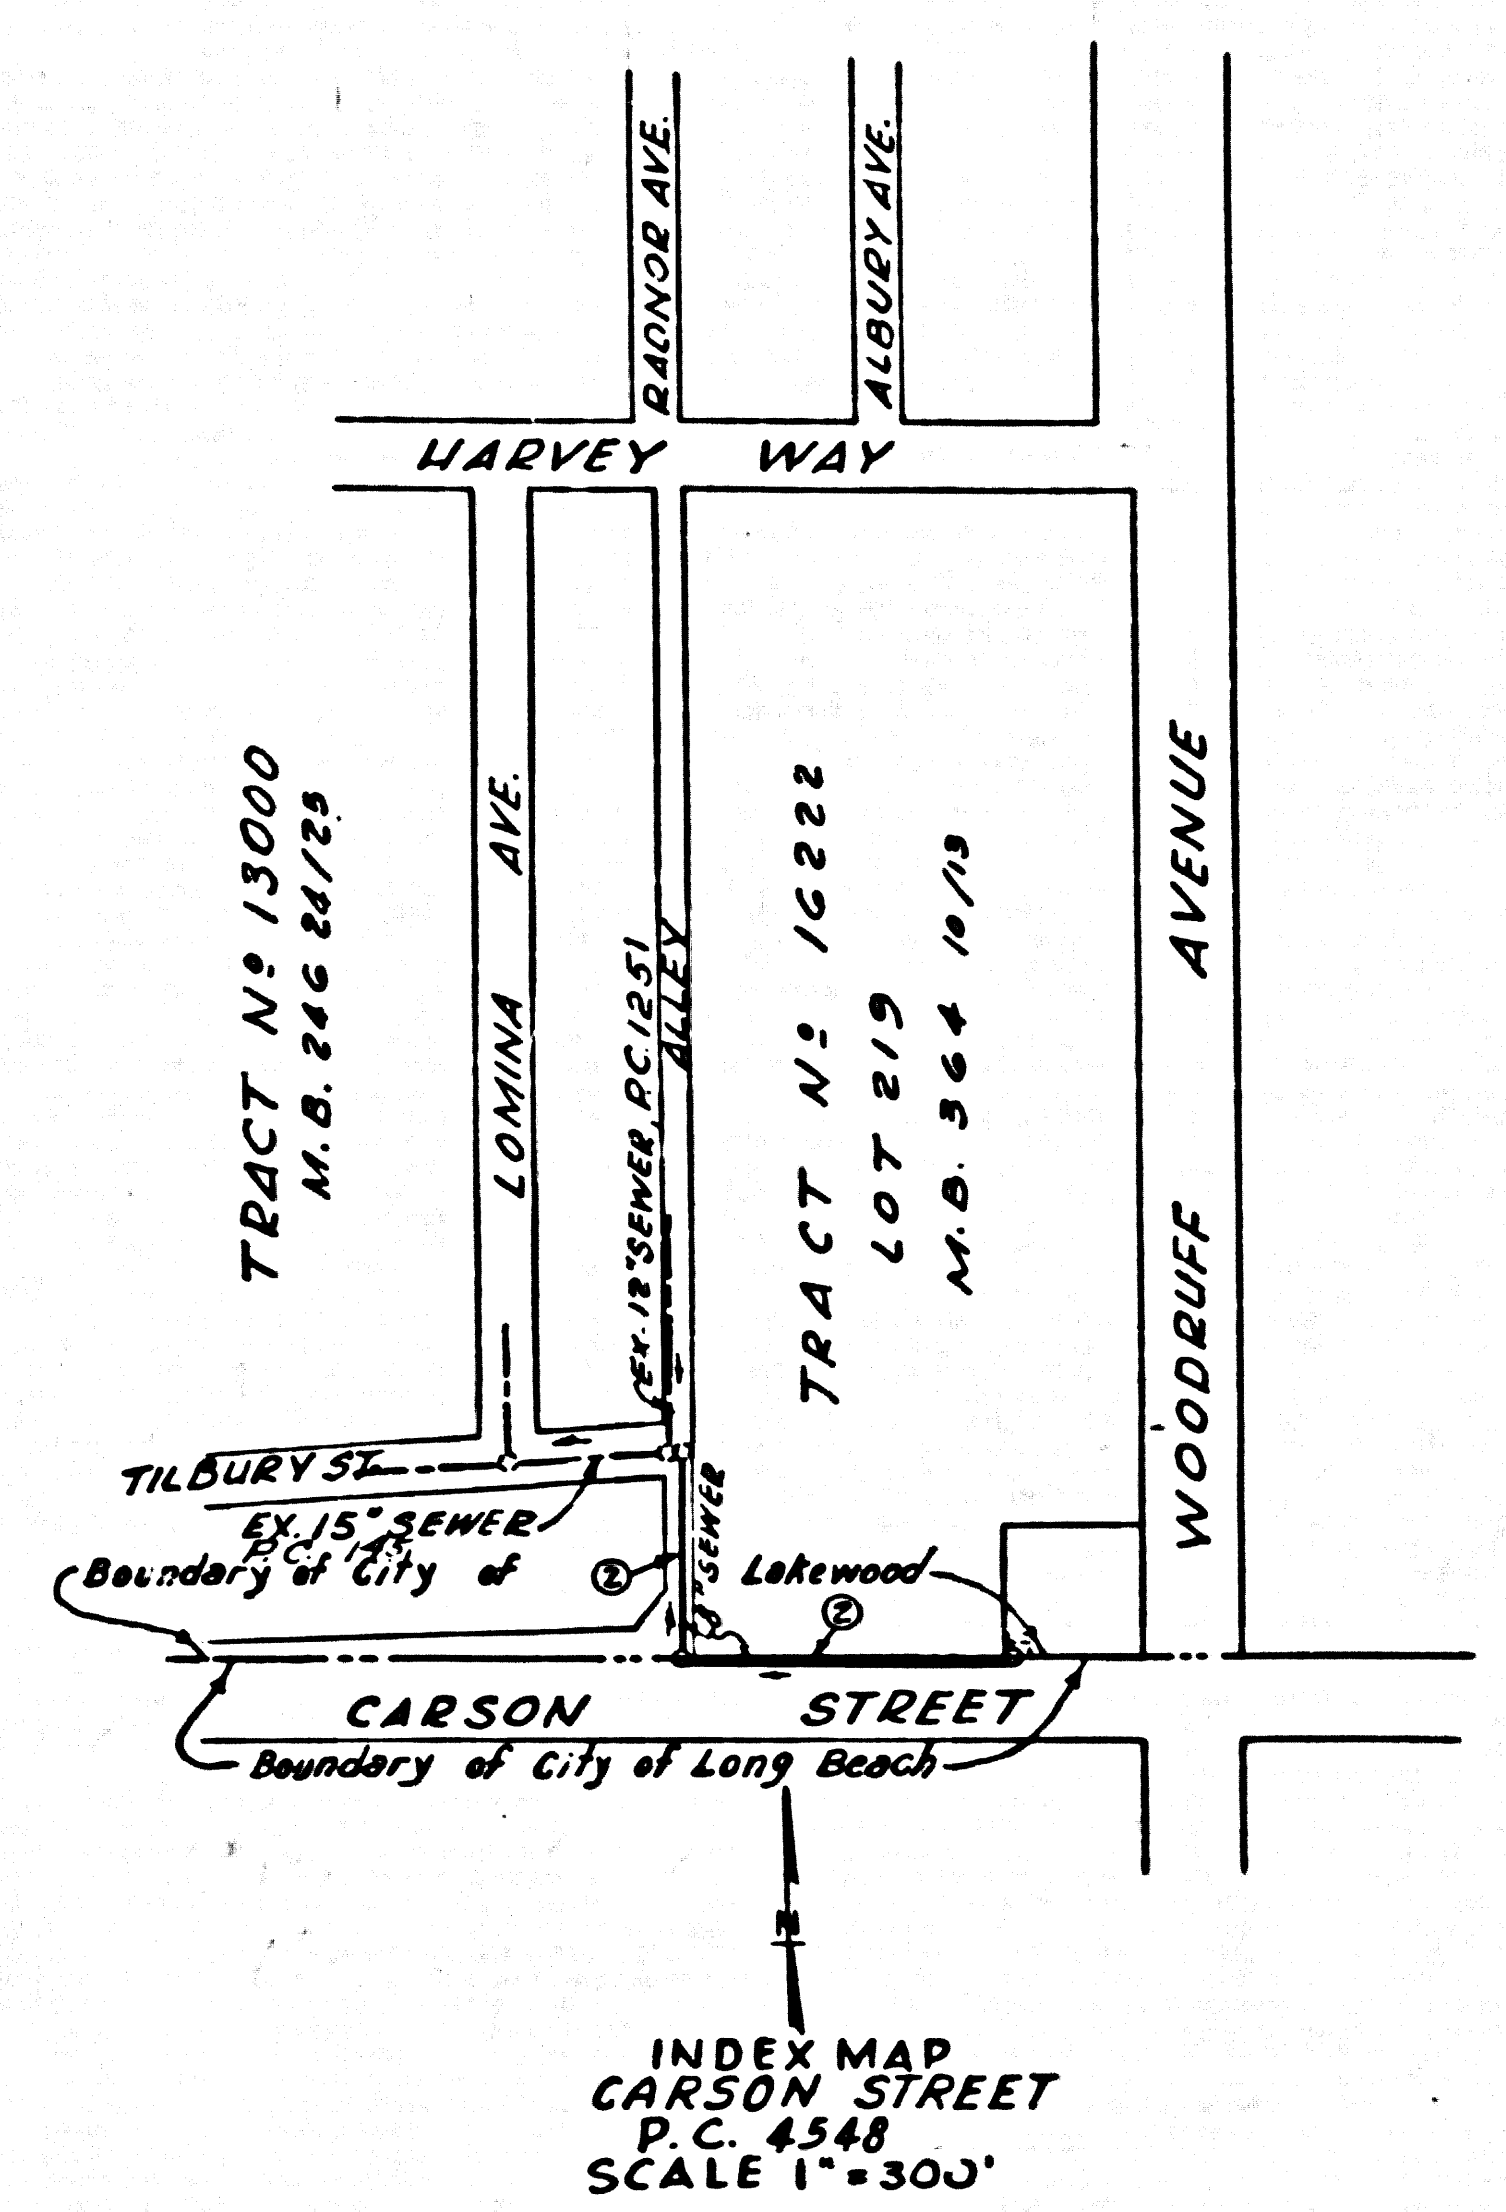 RADNOR AVE.
ALBURY AVE.
HARVEY WAY
TRACT Nº 13000
M.B. 246 24/25
LOMINA AVE.
EX. 12" SEWER, P.C. 1251
ALLEY
TRACT Nº 16222
LOT 219
M.B. 364 10/13
WOODRUFF AVENUE
TILBURY ST.
EX. 15" SEWER
P.C.
8" SEWER
Boundary of City of Lakewood
2
2
CARSON STREET
Boundary of City of Long Beach
N
INDEX MAP
CARSON STREET
P.C. 4548
SCALE 1" = 300'